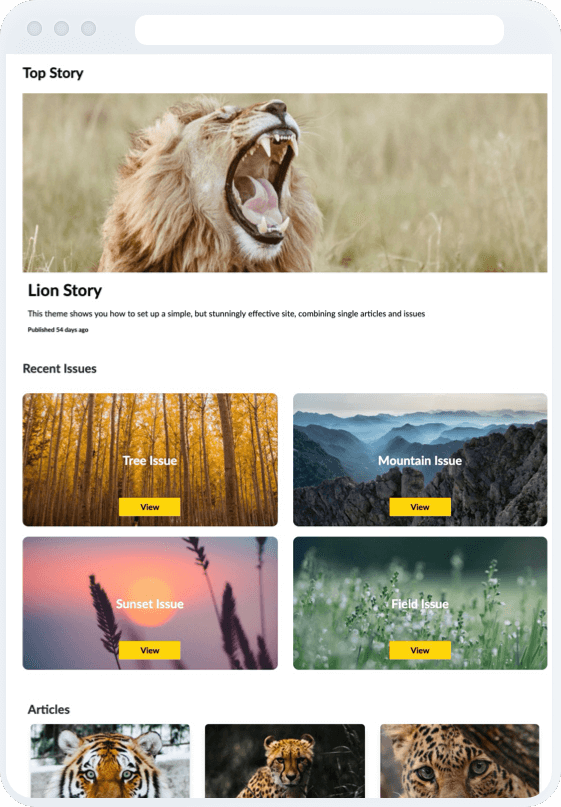 Top Story
Lion Story
This theme shows you how to set up a simple, but stunningly effective site, combining single articles and issues
Published 54 days ago
Recent Issues
Tree Issue
View
Mountain Issue
View
Sunset Issue
View
Field Issue
View
Articles